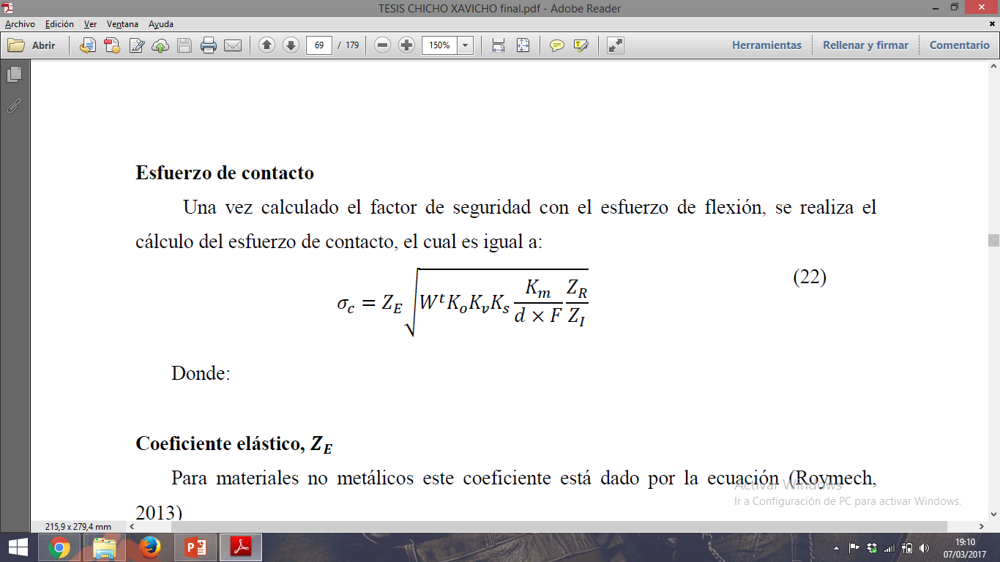 TESIS CHICHO XAVICHO final.pdf - Adobe Reader
Archivo Edición Ver Ventana Ayuda
Abrir 69 / 179 150% Herramientas Rellenar y firmar Comentario
Esfuerzo de contacto
Una vez calculado el factor de seguridad con el esfuerzo de flexión, se realiza el
cálculo del esfuerzo de contacto, el cual es igual a:
σ_c = Z_E √(W^t K_o K_v K_s (K_m / (d × F)) (Z_R / Z_I)) (22)
Donde:
Coeficiente elástico, Z_E
Para materiales no metálicos este coeficiente está dado por la ecuación (Roymech,
2013)
Activar Windows
Ir a Configuración de PC para activar Windows.
215,9 x 279,4 mm
19:10
07/03/2017